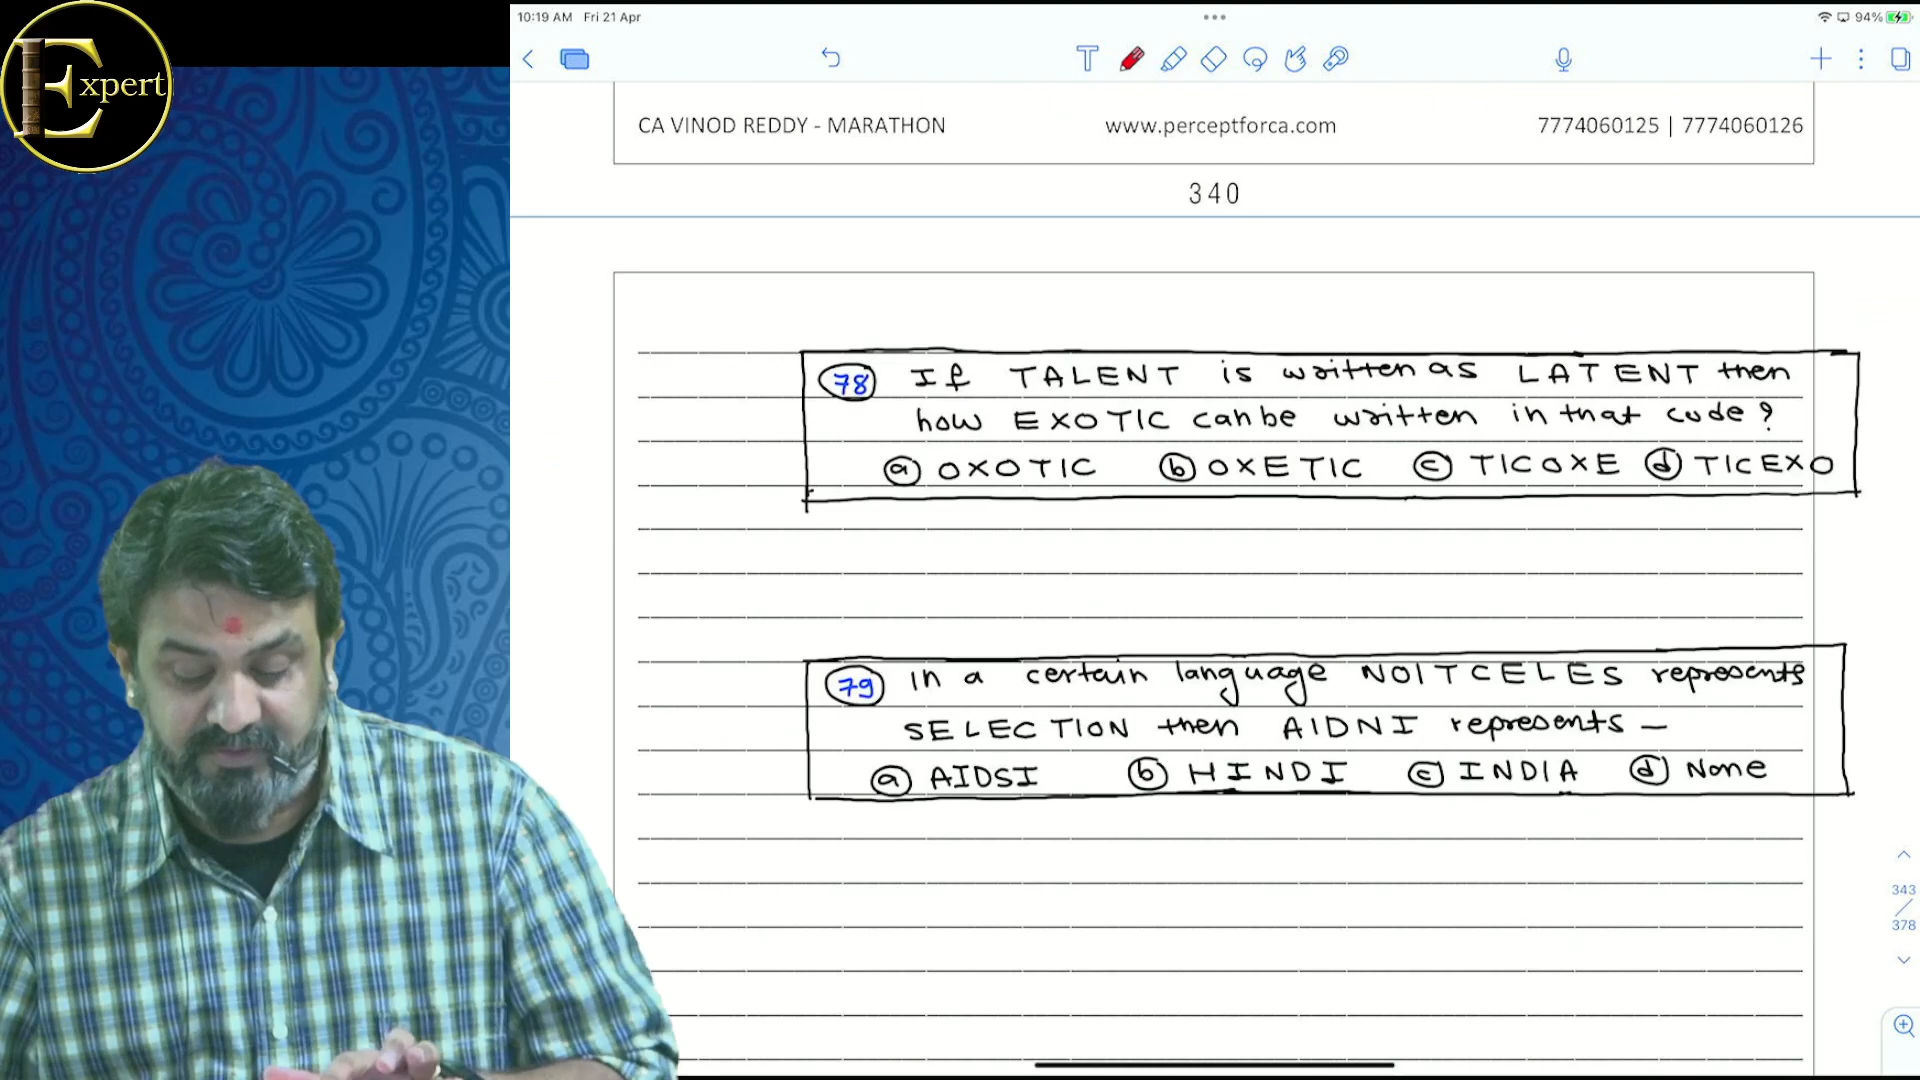 10:19 AM Fri 21 Apr
94%
Expert
CA VINOD REDDY - MARATHON www.perceptforca.com 7774060125 | 7774060126
340
78 If TALENT is written as LATENT then
how EXOTIC can be written in that code?
a OXOTIC b OXETIC c TICOXE d TICEXO
79 In a certain language NOITCELES represents
SELECTION then AIDNI represents —
a AIDSI b HINDI c INDIA d None
343
378